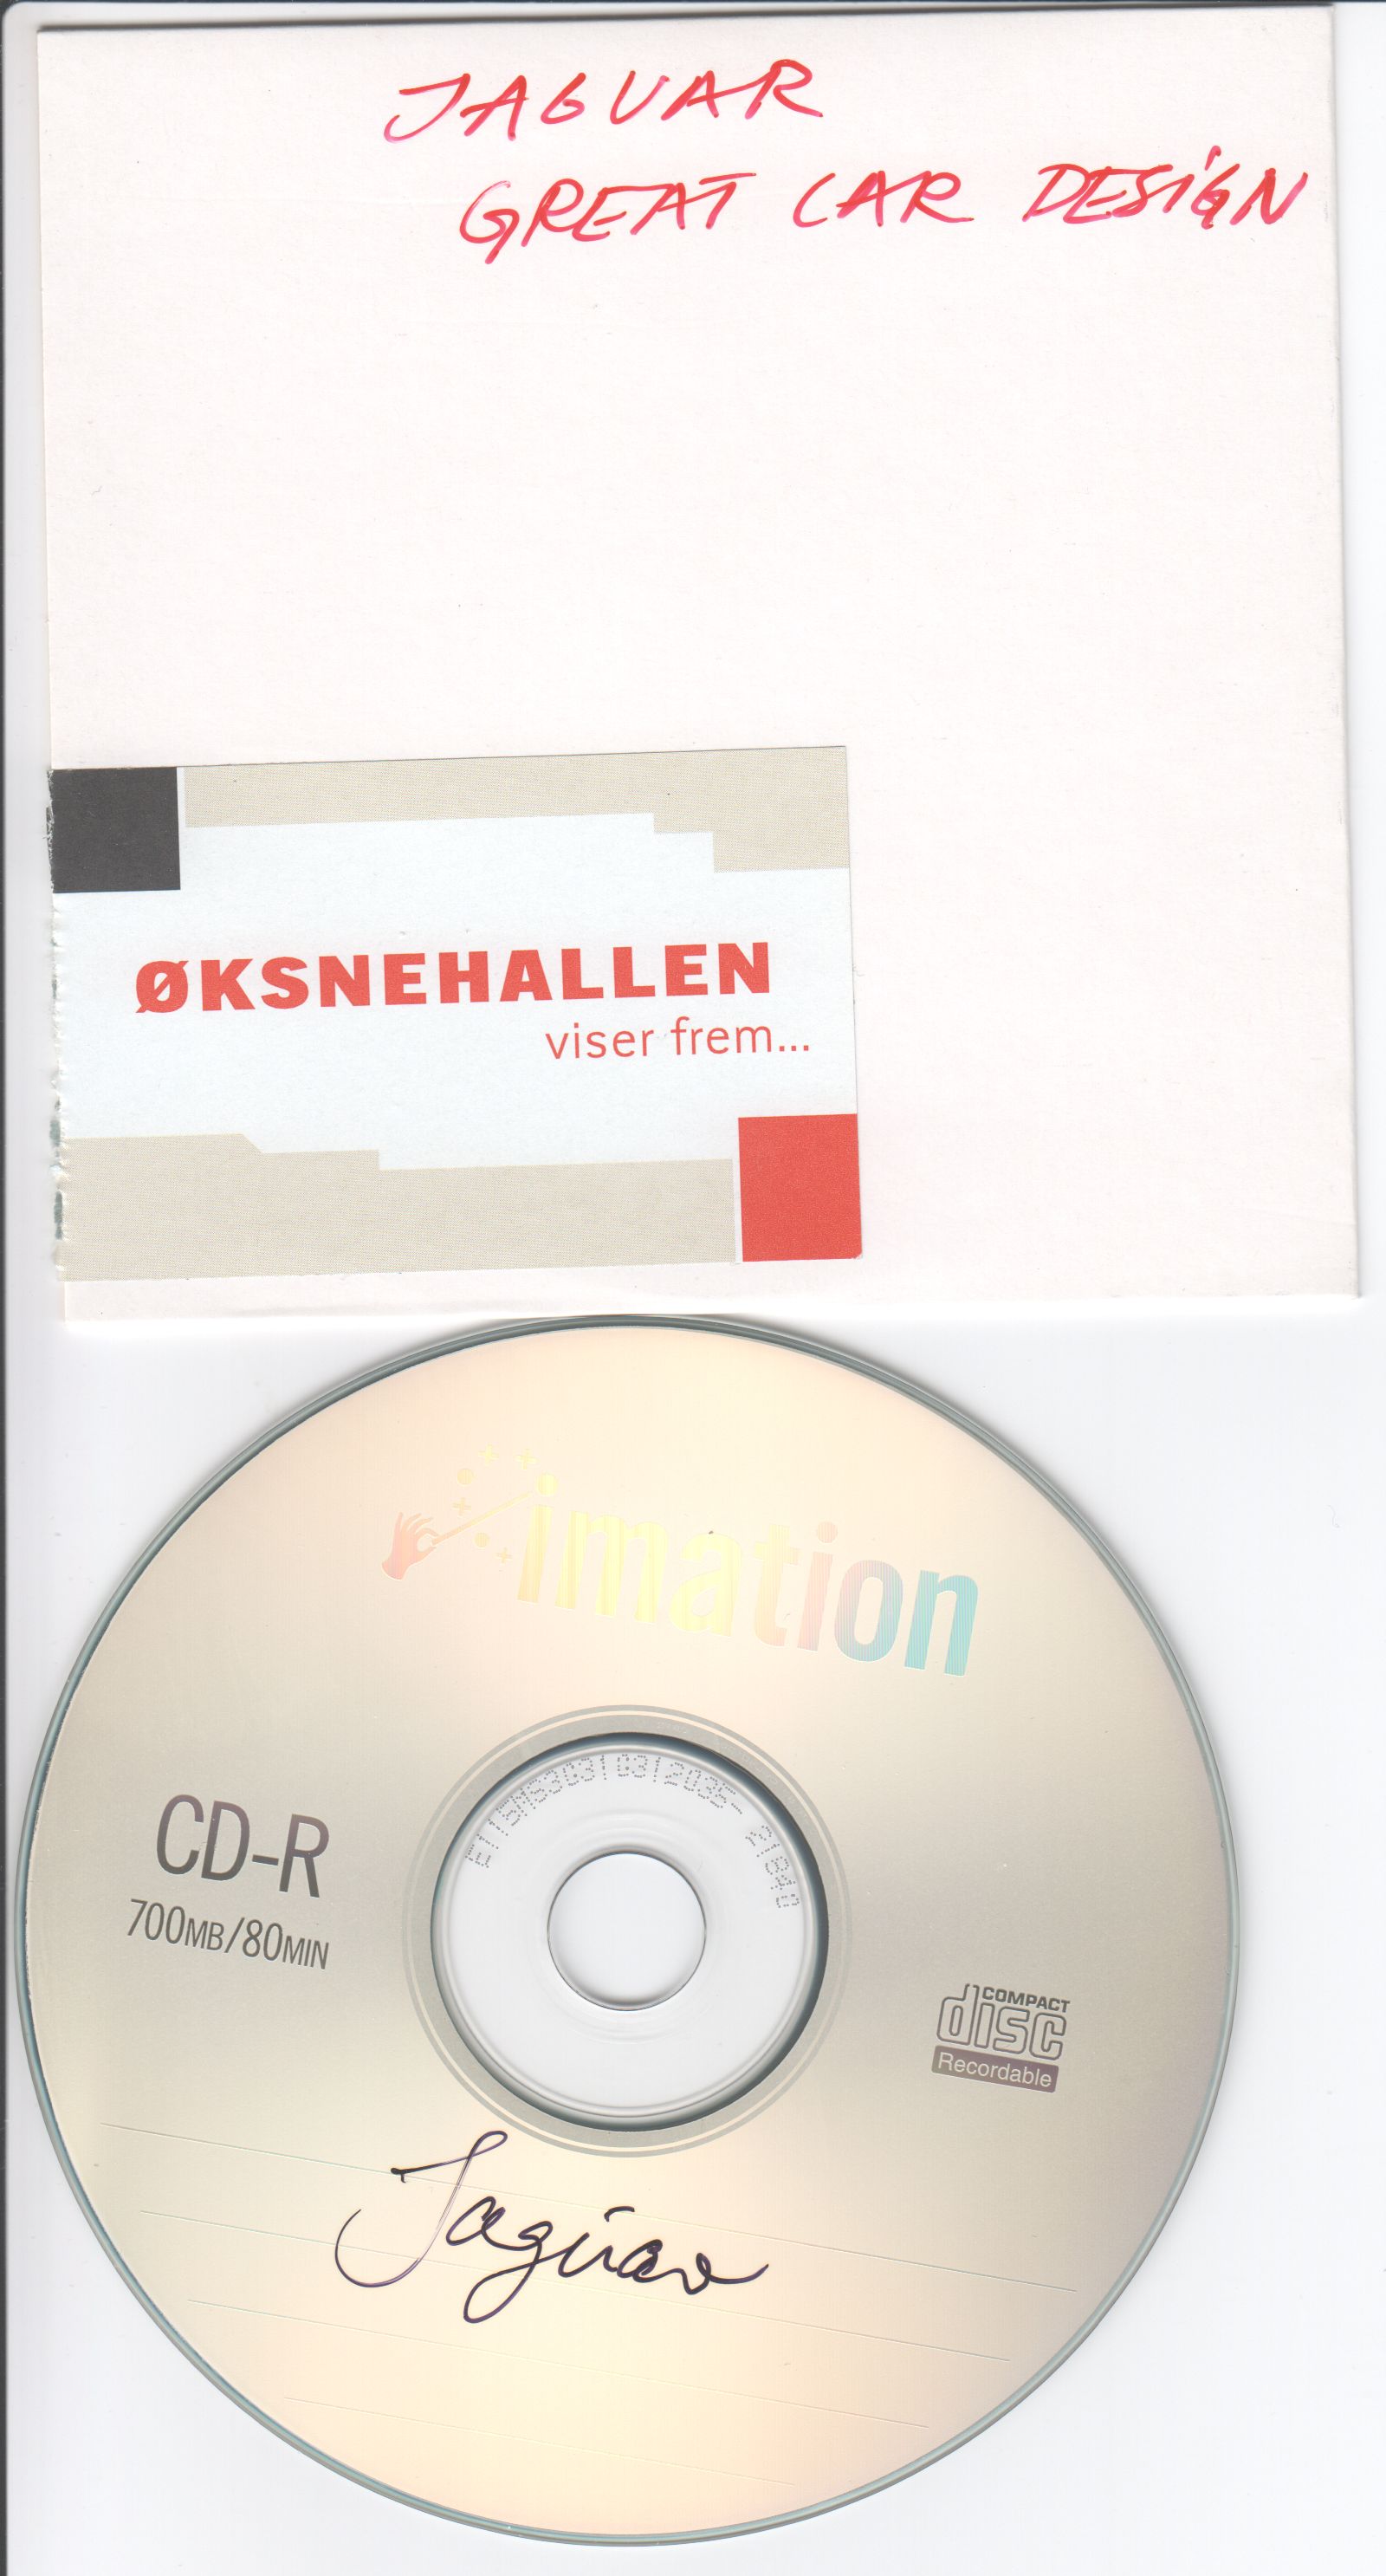 JAGUAR
GREAT CAR DESIGN
ØKSNEHALLEN
viser frem...
imation
CD-R
700MB/80MIN
COMPACT
disc
Recordable
Jaguar